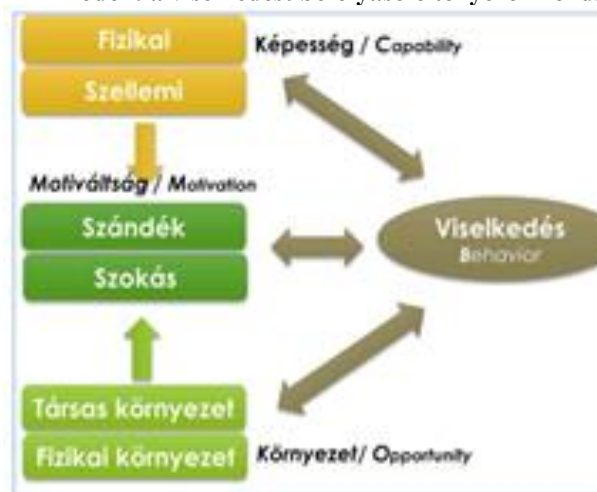 Fizikai
Képesség / Capability
Szellemi
Motiváltság / Motivation
Szándék
Szokás
Viselkedés
Behavior
Társas környezet
Fizikai környezet
Környezet/ Opportunity